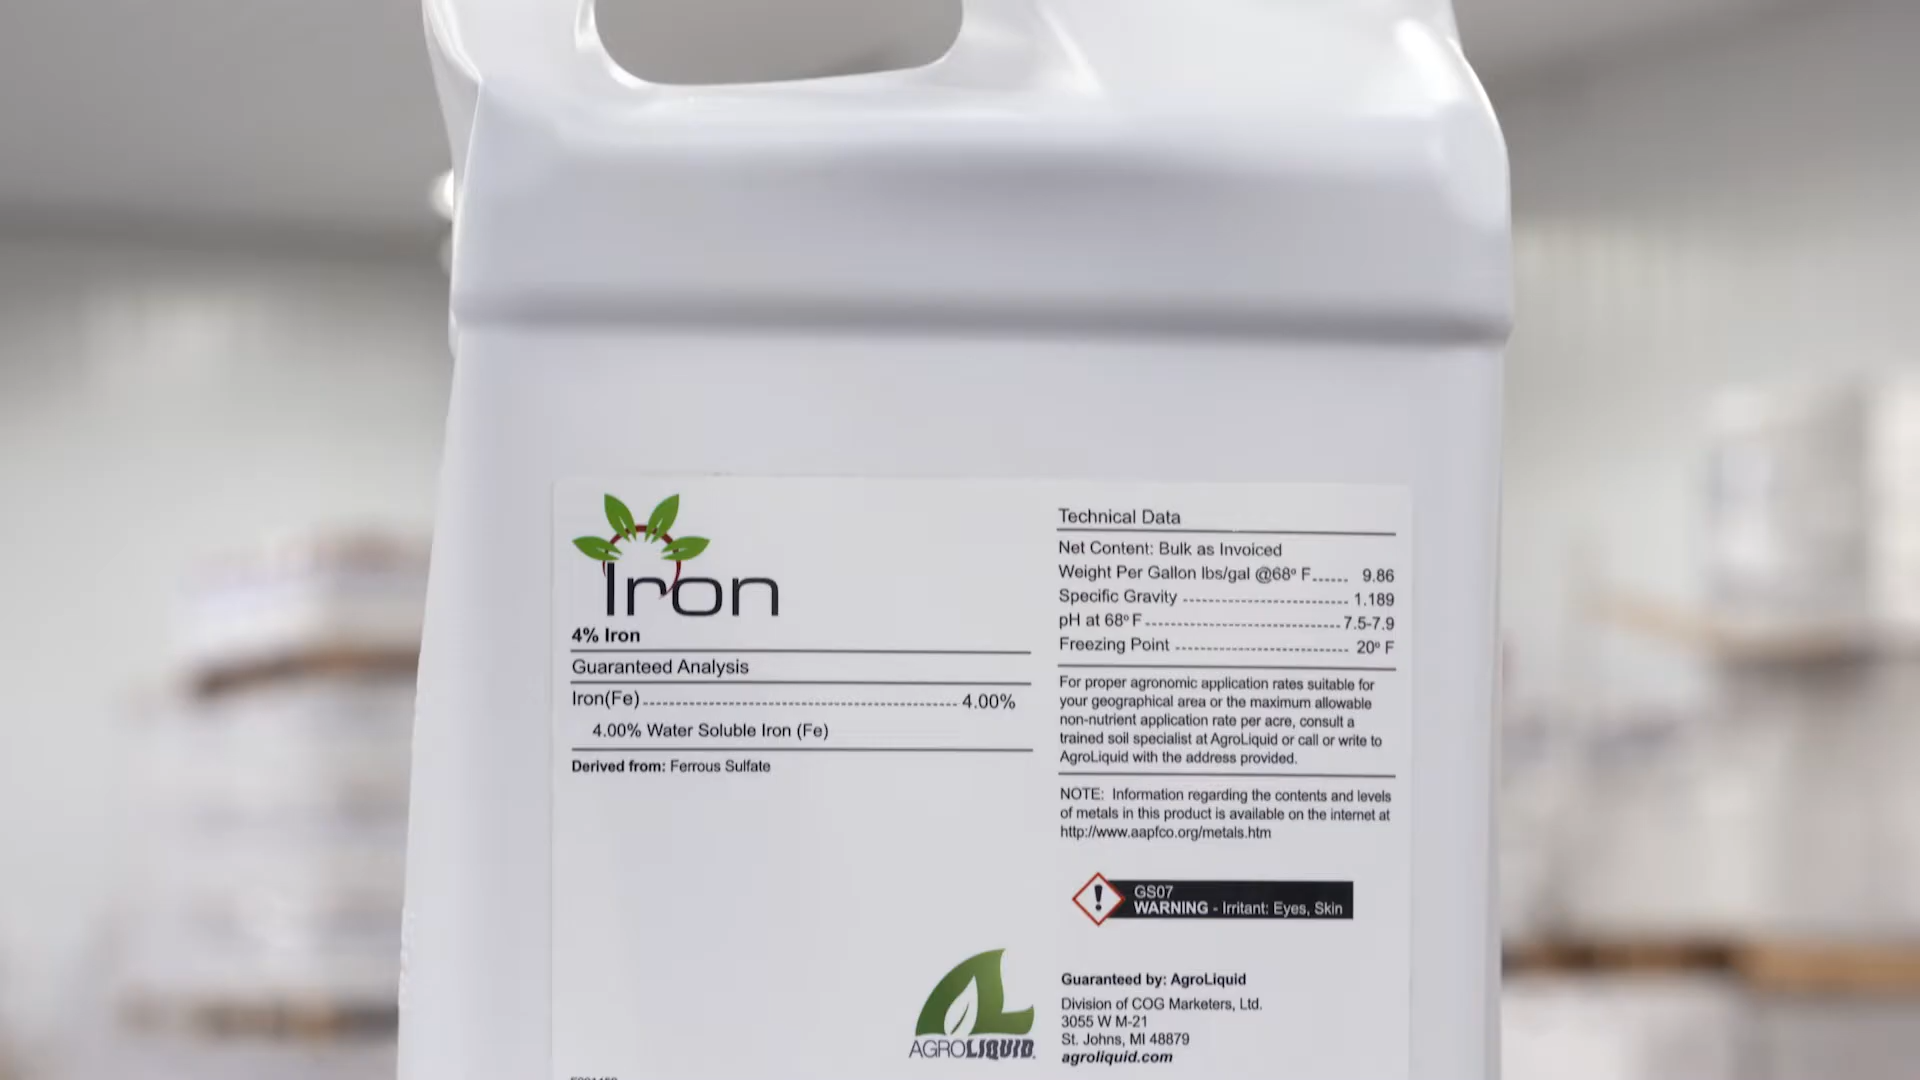 Iron
4% Iron
Guaranteed Analysis
Iron(Fe) 4.00%
4.00% Water Soluble Iron (Fe)
Derived from: Ferrous Sulfate
AGROLIQUID
Technical Data
Net Content: Bulk as Invoiced
Weight Per Gallon lbs/gal @68º F...... 9.86
Specific Gravity ---------------------------- 1.189
pH at 68º F --------------------------------- 7.5-7.9
Freezing Point ----------------------------- 20º F
For proper agronomic application rates suitable for
your geographical area or the maximum allowable
non-nutrient application rate per acre, consult a
trained soil specialist at AgroLiquid or call or write to
AgroLiquid with the address provided.
NOTE: Information regarding the contents and levels
of metals in this product is available on the internet at
http://www.aapfco.org/metals.htm
GS07
WARNING - Irritant: Eyes, Skin
Guaranteed by: AgroLiquid
Division of COG Marketers, Ltd.
3055 W M-21
St. Johns, MI 48879
agroliquid.com